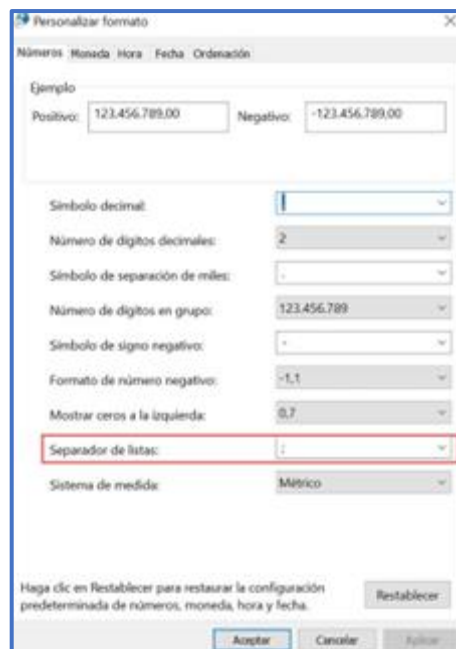 Personalizar formato
Números Moneda Hora Fecha Ordenación
Ejemplo
Positivo: 123.456.789,00 Negativo: -123.456.789,00
Símbolo decimal:
Número de dígitos decimales: 2
Símbolo de separación de miles: .
Número de dígitos en grupo: 123.456.789
Símbolo de signo negativo: -
Formato de número negativo: -1,1
Mostrar ceros a la izquierda: 0,7
Separador de listas: ;
Sistema de medida: Métrico
Haga clic en Restablecer para restaurar la configuración
predeterminada de números, moneda, hora y fecha.
Restablecer
Aceptar Cancelar Aplicar